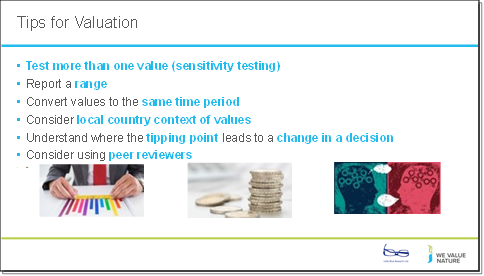 Tips for Valuation
• Test more than one value (sensitivity testing)
• Report a range
• Convert values to the same time period
• Consider local country context of values
• Understand where the tipping point leads to a change in a decision
• Consider using peer reviewers
WE VALUE
NATURE